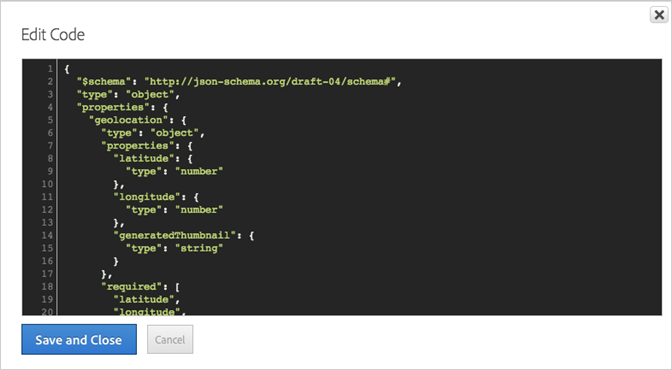 Edit Code
1 {
2 "$schema": "http://json-schema.org/draft-04/schema#",
3 "type": "object",
4 "properties": {
5 "geolocation": {
6 "type": "object",
7 "properties": {
8 "latitude": {
9 "type": "number"
10 },
11 "longitude": {
12 "type": "number"
13 },
14 "generatedThumbnail": {
15 "type": "string"
16 }
17 },
18 "required": [
19 "latitude",
20 "longitude",
Save and Close
Cancel